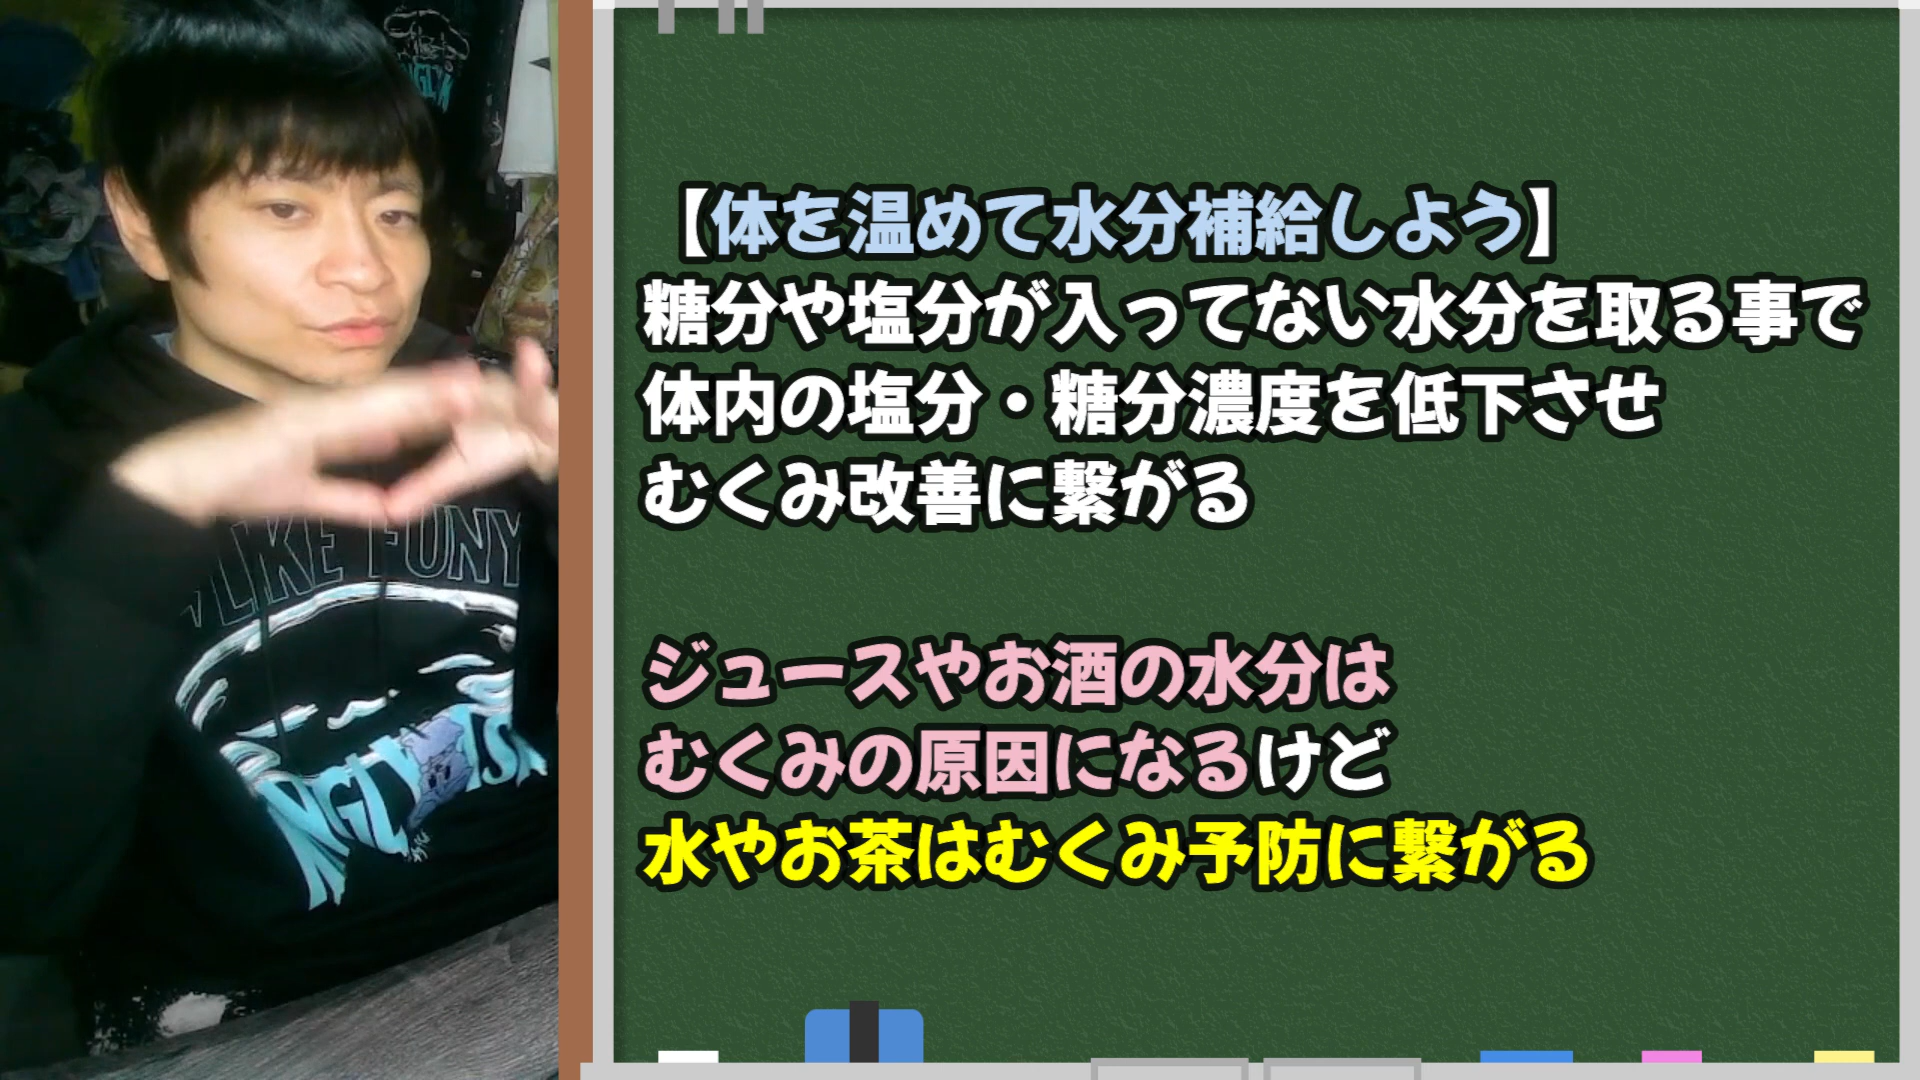 【体を温めて水分補給しよう】
糖分や塩分が入ってない水分を取る事で
体内の塩分・糖分濃度を低下させ
むくみ改善に繋がる
ジュースやお酒の水分は
むくみの原因になるけど
水やお茶はむくみ予防に繋がる
LIKE FUNY